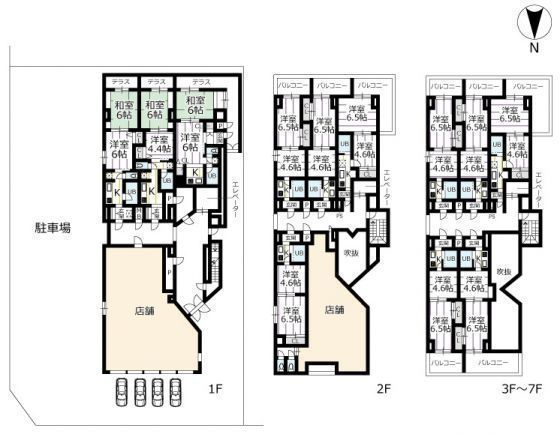 N
テラス テラス テラス
和室 6帖
和室 6帖
和室 6帖
洋室 6帖
洋室 4.4帖
洋室 6帖
K
UB
K
UB
K
エレベーター
駐車場
P
店舗
1F
バルコニー バルコニー
洋室 6.5帖
洋室 6.5帖
洋室 6.5帖
洋室 4.6帖
洋室 4.6帖
洋室 4.6帖
UB
K
K
UB
UB
K
玄関
玄関
PS
エレベーター
吹抜
K
UB
洋室 4.6帖
洋室 6.5帖
店舗
2F
バルコニー バルコニー
洋室 6.5帖
洋室 6.5帖
洋室 6.5帖
洋室 4.6帖
洋室 4.6帖
洋室 4.6帖
UB
K
K
UB
UB
K
玄関
玄関
PS
エレベーター
玄関
玄関
K
UB
UB
K
吹抜
洋室 4.6帖
洋室 4.6帖
洋室 6.5帖
洋室 6.5帖
バルコニー バルコニー
3F～7F